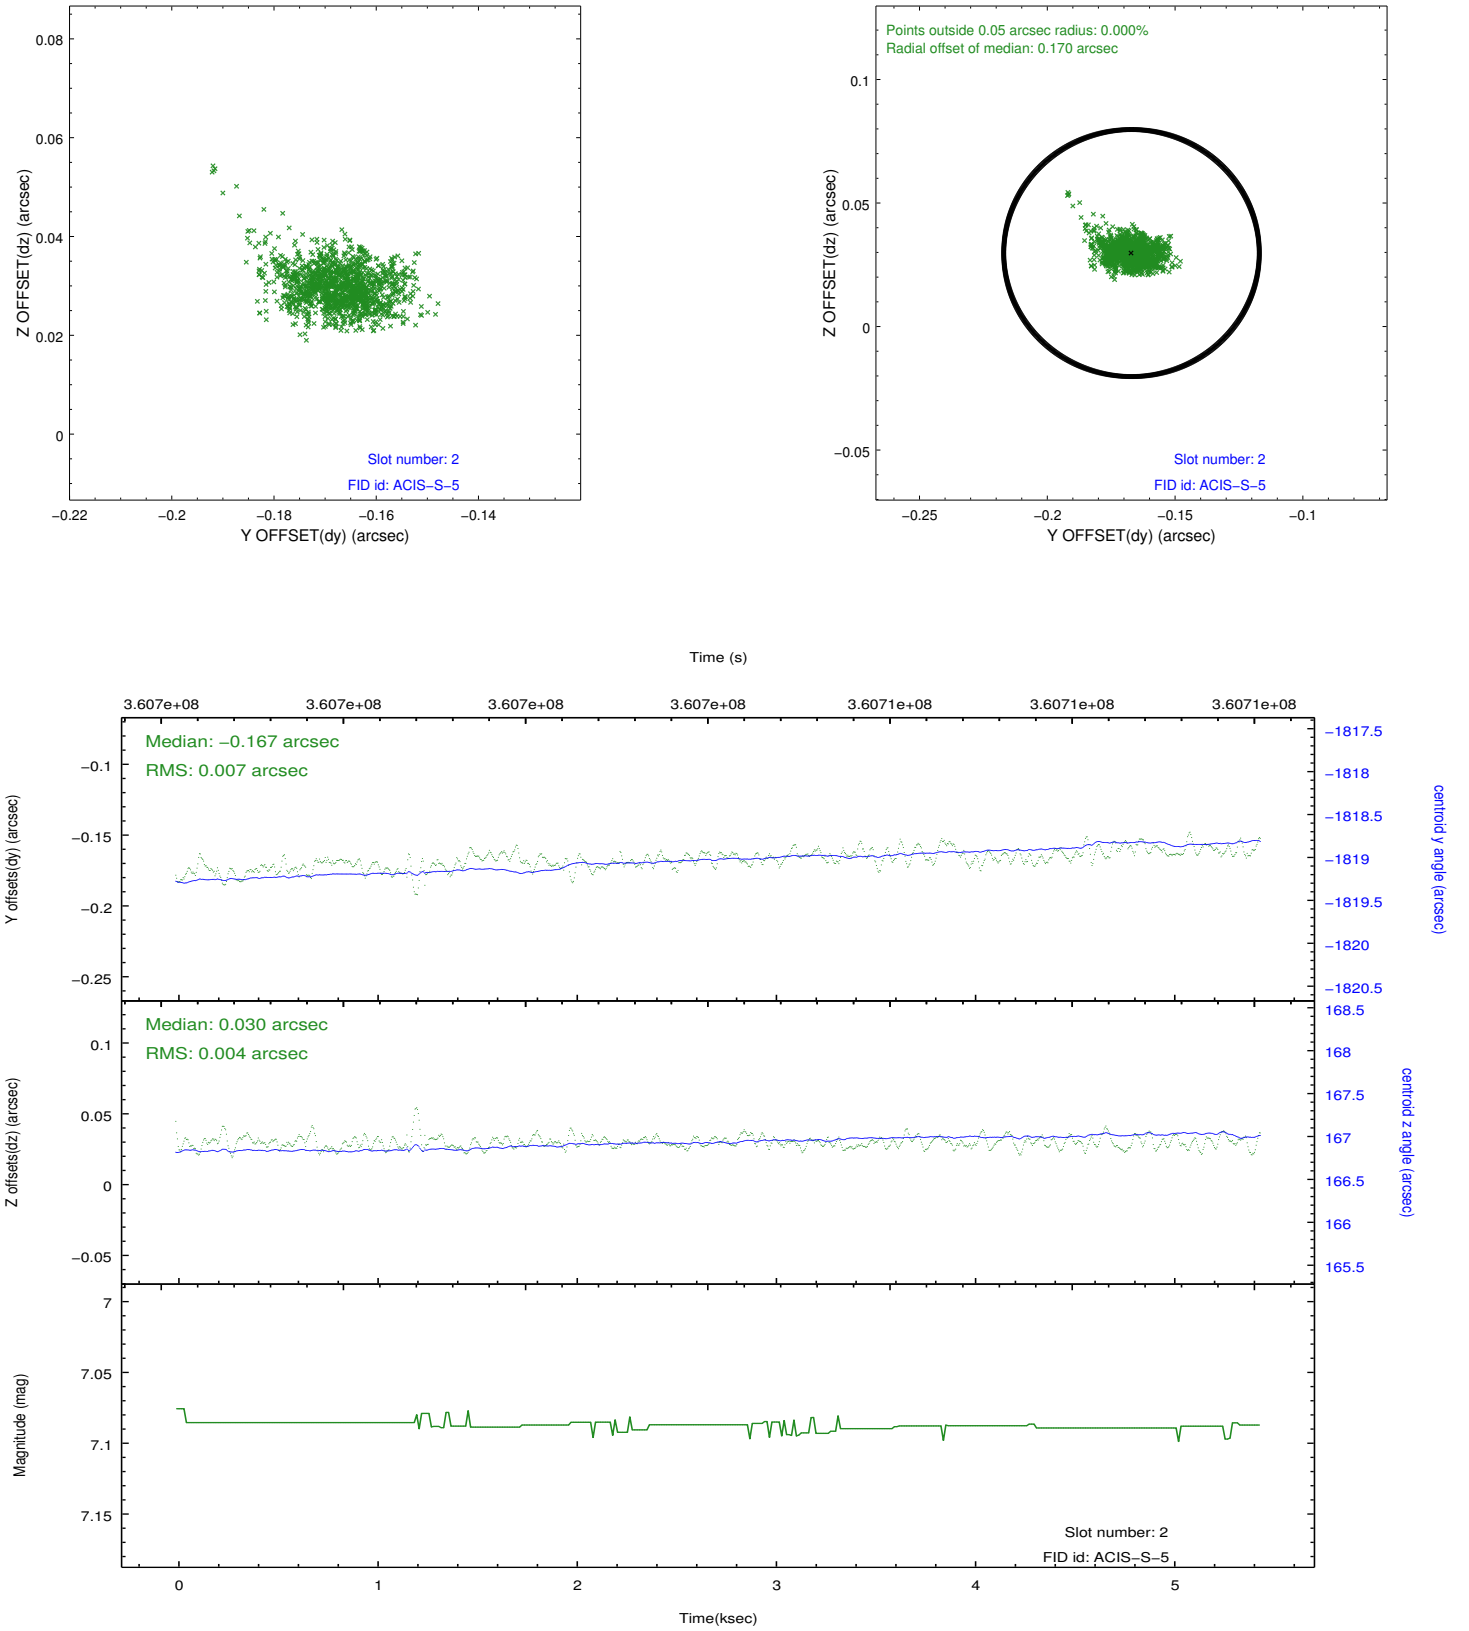 0.08
0.06
0.04
0.02
0
Z OFFSET(dz) (arcsec)
Slot number: 2
FID id: ACIS−S−5
−0.22 −0.2 −0.18 −0.16 −0.14
Y OFFSET(dy) (arcsec)
Points outside 0.05 arcsec radius: 0.000%
Radial offset of median: 0.170 arcsec
0.1
0.05
0
−0.05
Z OFFSET(dz) (arcsec)
Slot number: 2
FID id: ACIS−S−5
−0.25 −0.2 −0.15 −0.1
Y OFFSET(dy) (arcsec)
Time (s)
3.607e+08 3.607e+08 3.607e+08 3.607e+08 3.6071e+08 3.6071e+08 3.6071e+08
Median: −0.167 arcsec
RMS: 0.007 arcsec
−0.1
−0.15
−0.2
−0.25
Y offsets(dy) (arcsec)
−1817.5
−1818
−1818.5
−1819
−1819.5
−1820
−1820.5
centroid y angle (arcsec)
Median: 0.030 arcsec
RMS: 0.004 arcsec
0.1
0.05
0
−0.05
Z offsets(dz) (arcsec)
168.5
168
167.5
167
166.5
166
165.5
centroid z angle (arcsec)
7
7.05
7.1
7.15
Magnitude (mag)
Slot number: 2
FID id: ACIS−S−5
0 1 2 3 4 5
Time(ksec)